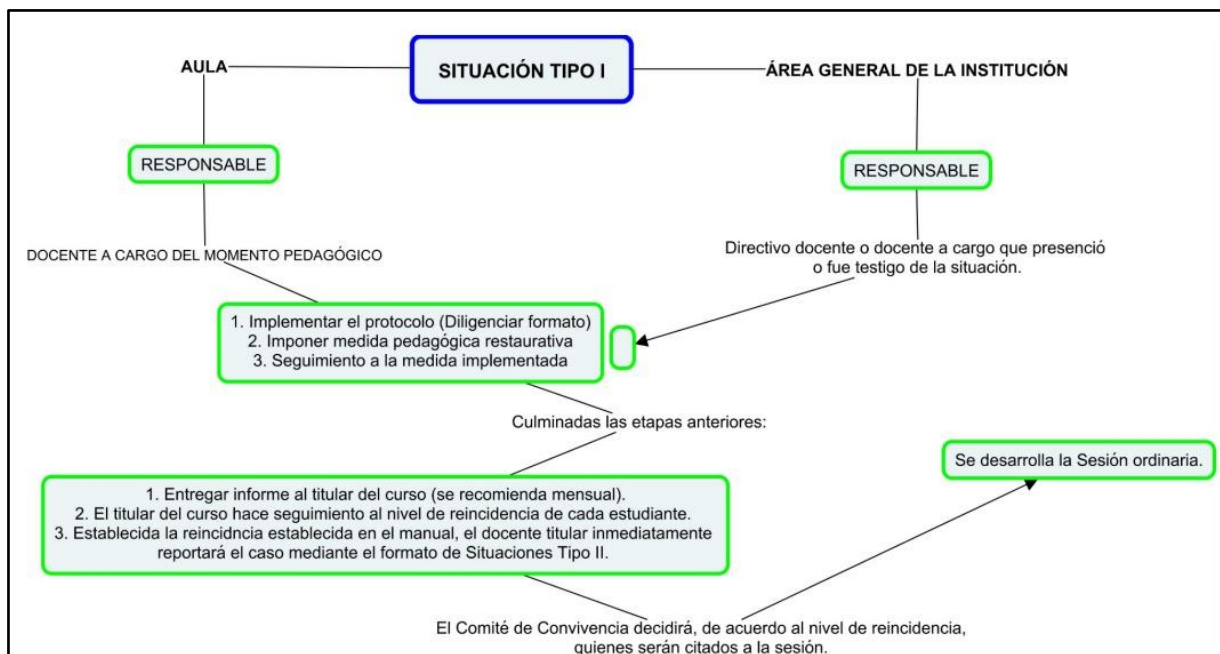 SITUACIÓN TIPO I
AULA
ÁREA GENERAL DE LA INSTITUCIÓN
RESPONSABLE
RESPONSABLE
DOCENTE A CARGO DEL MOMENTO PEDAGÓGICO
Directivo docente o docente a cargo que presenció
o fue testigo de la situación.
1. Implementar el protocolo (Diligenciar formato)
2. Imponer medida pedagógica restaurativa
3. Seguimiento a la medida implementada
Culminadas las etapas anteriores:
Se desarrolla la Sesión ordinaria.
1. Entregar informe al titular del curso (se recomienda mensual).
2. El titular del curso hace seguimiento al nivel de reincidencia de cada estudiante.
3. Establecida la reincidncia establecida en el manual, el docente titular inmediatamente
reportará el caso mediante el formato de Situaciones Tipo II.
El Comité de Convivencia decidirá, de acuerdo al nivel de reincidencia,
quienes serán citados a la sesión.